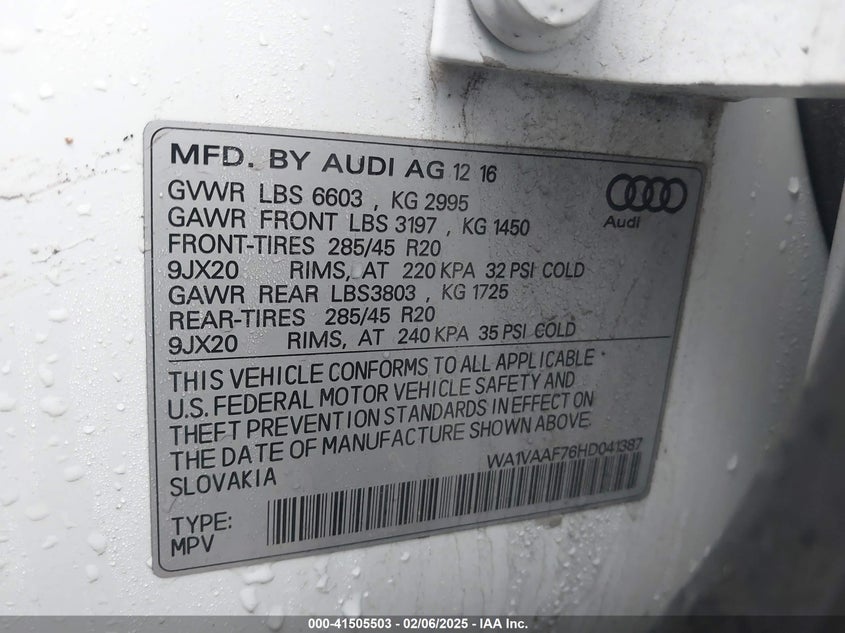 MFD. BY AUDI AG 12 16
GVWR LBS 6603 , KG 2995
GAWR FRONT LBS 3197 , KG 1450
FRONT-TIRES 285/45 R20
9JX20 RIMS, AT 220 KPA 32 PSI COLD
GAWR REAR LBS3803 , KG 1725
REAR-TIRES 285/45 R20
9JX20 RIMS, AT 240 KPA 35 PSI COLD
Audi
THIS VEHICLE CONFORMS TO ALL APPLICABLE
U.S. FEDERAL MOTOR VEHICLE SAFETY AND
THEFT PREVENTION STANDARDS IN EFFECT ON
THE DATE OF MANUFACTURE SHOWN ABOVE.
SLOVAKIA
WA1VAAF76HD041387
TYPE:
MPV
000-41505503 - 02/06/2025 - IAA Inc.